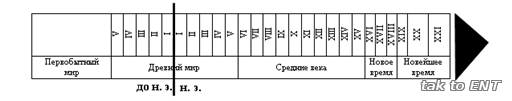 V IV III II I I II III IV V VI VII VIII IX X XI XII XIII XIV XV XVI XVII XVIII XIX XX XXI
Первобытный мир
Древний мир
Средние века
Новое время
Новейшее время
до н. э. н. э.
tak to ENT